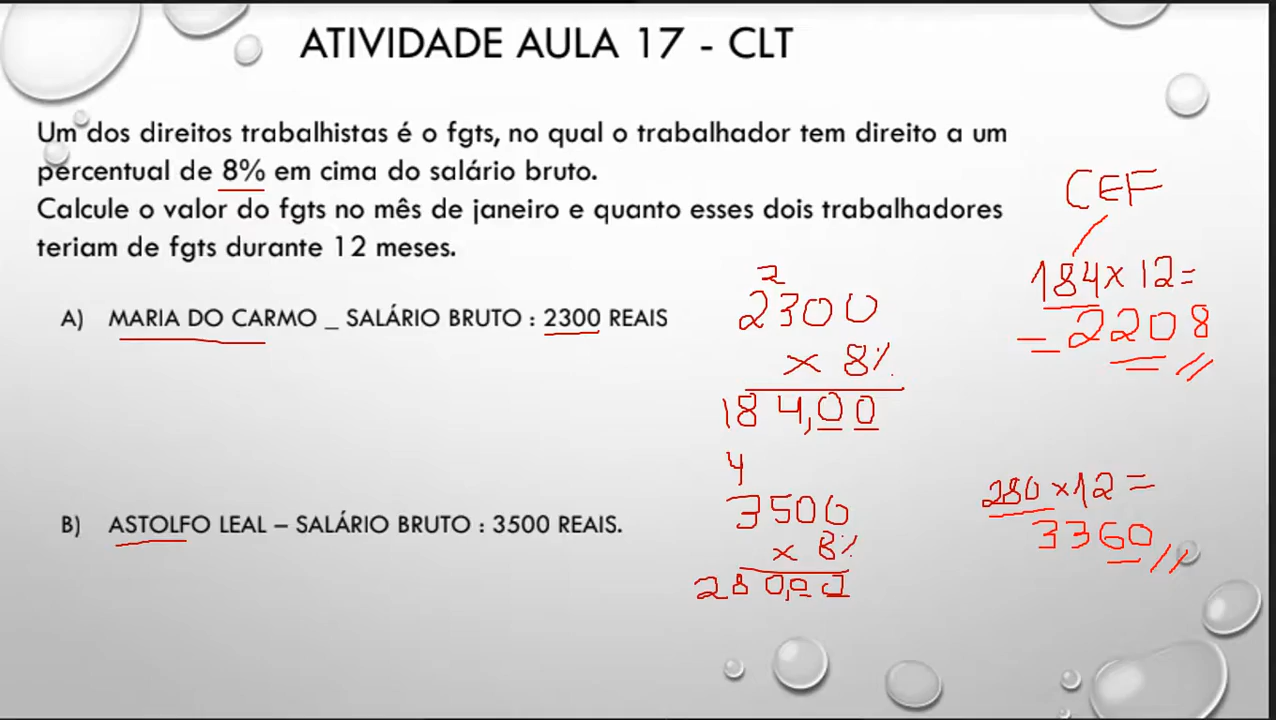 ATIVIDADE AULA 17 - CLT
Um dos direitos trabalhistas é o fgts, no qual o trabalhador tem direito a um
percentual de 8% em cima do salário bruto.
Calcule o valor do fgts no mês de janeiro e quanto esses dois trabalhadores
teriam de fgts durante 12 meses.
A) MARIA DO CARMO _ SALÁRIO BRUTO : 2300 REAIS
2
2300
x 8%
184,00
CEF
184 x 12 =
= 2208 //
B) ASTOLFO LEAL – SALÁRIO BRUTO : 3500 REAIS.
4
3500
x 8%
280,00
280 x 12 =
3360 //